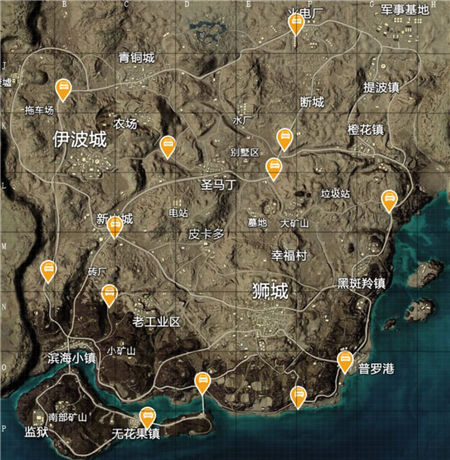 B
C
D
E
G
H
火电厂
军事基地
J
青铜城
提波镇
拖车场
断城
K
农场
水厂
橙花镇
伊波城
别墅区
圣马丁
L
垃圾站
电站
墓地
大矿山
皮卡多
M
幸福村
砖厂
黑斑羚镇
狮城
N
老工业区
小矿山
滨海小镇
普罗港
O
南部矿山
监狱
无花果镇
P